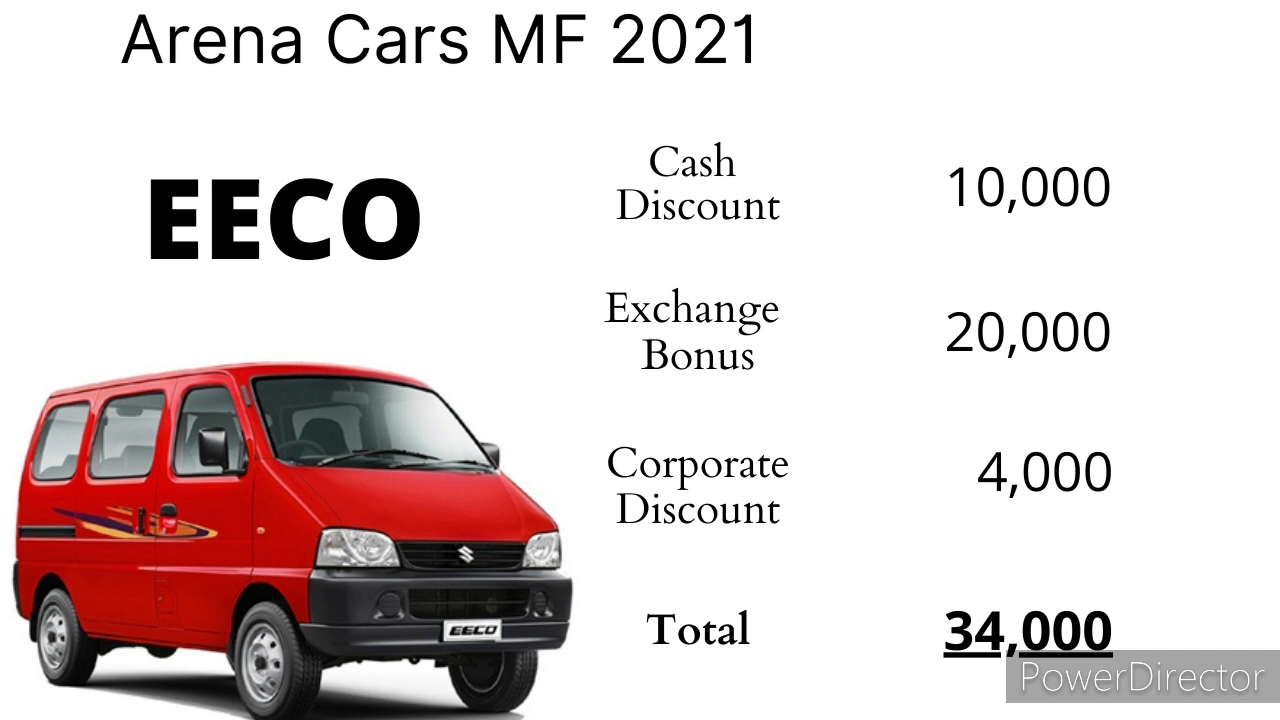 Arena Cars MF 2021
EECO
Cash
Discount
10,000
Exchange
Bonus
20,000
Corporate
Discount
4,000
Total
34,000
EECO
PowerDirector